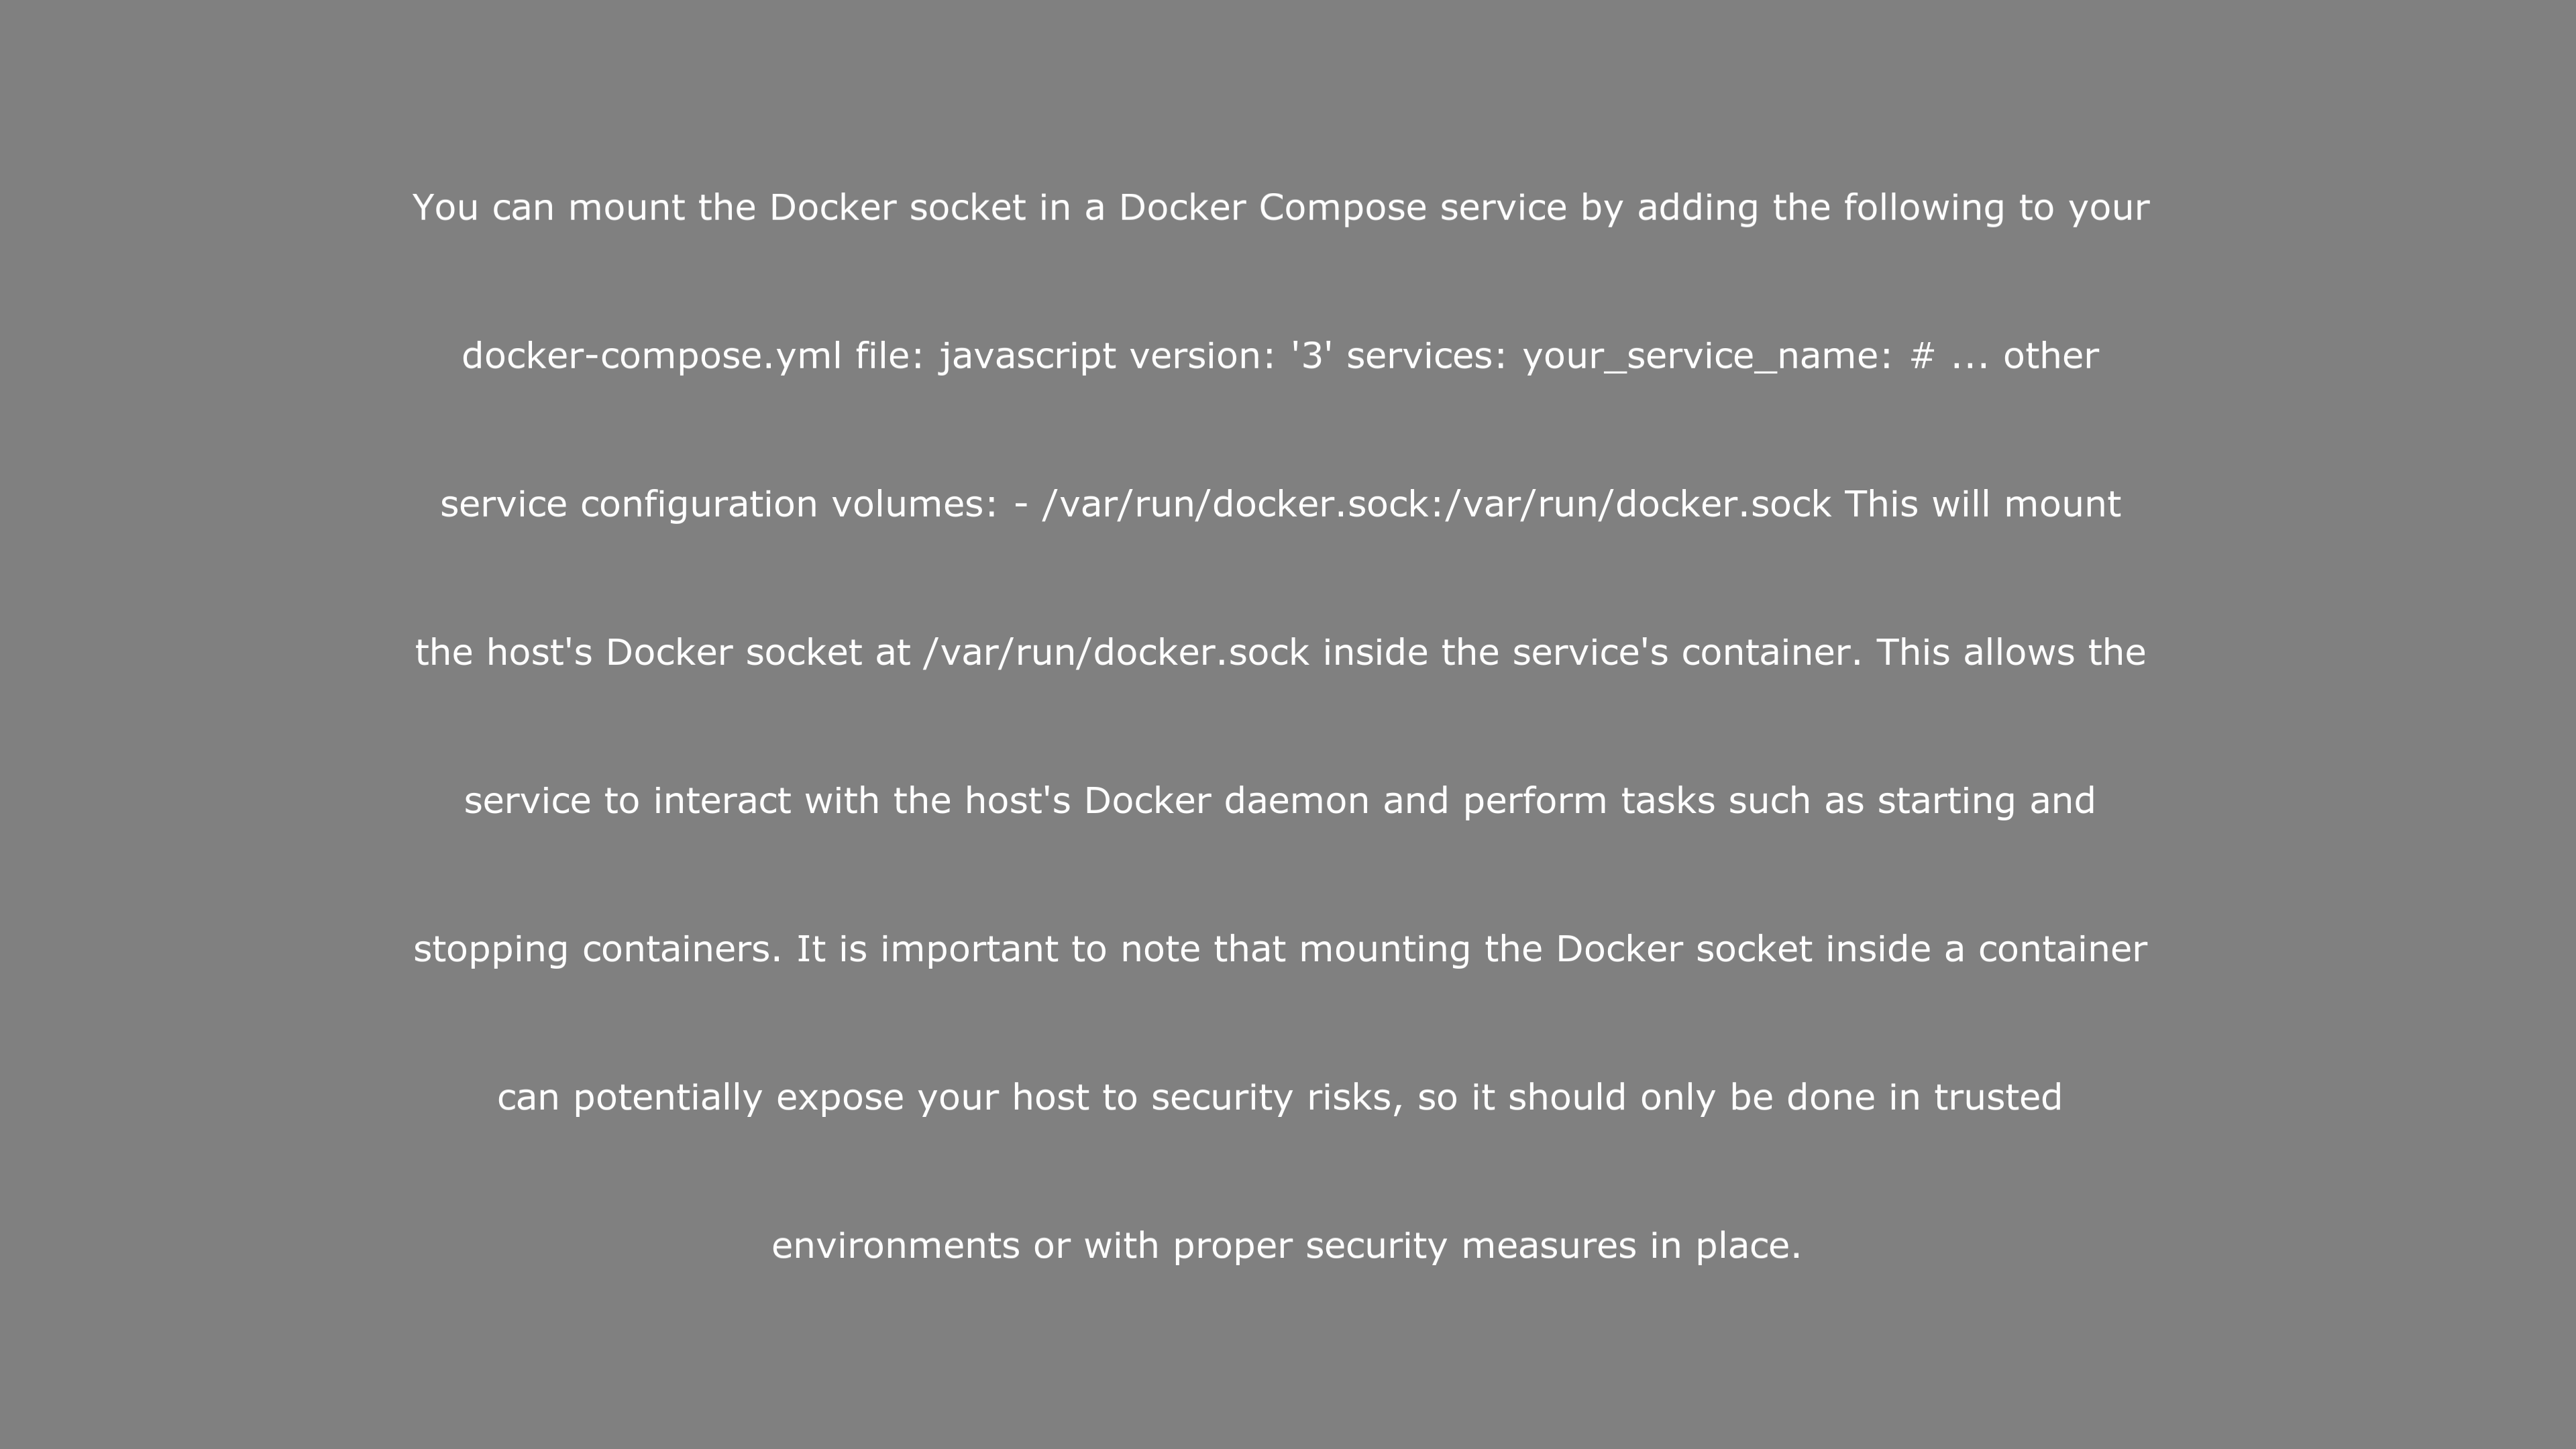 You can mount the Docker socket in a Docker Compose service by adding the following to your
docker-compose.yml file: javascript version: '3' services: your_service_name: # ... other
service configuration volumes: - /var/run/docker.sock:/var/run/docker.sock This will mount
the host's Docker socket at /var/run/docker.sock inside the service's container. This allows the
service to interact with the host's Docker daemon and perform tasks such as starting and
stopping containers. It is important to note that mounting the Docker socket inside a container
can potentially expose your host to security risks, so it should only be done in trusted
environments or with proper security measures in place.